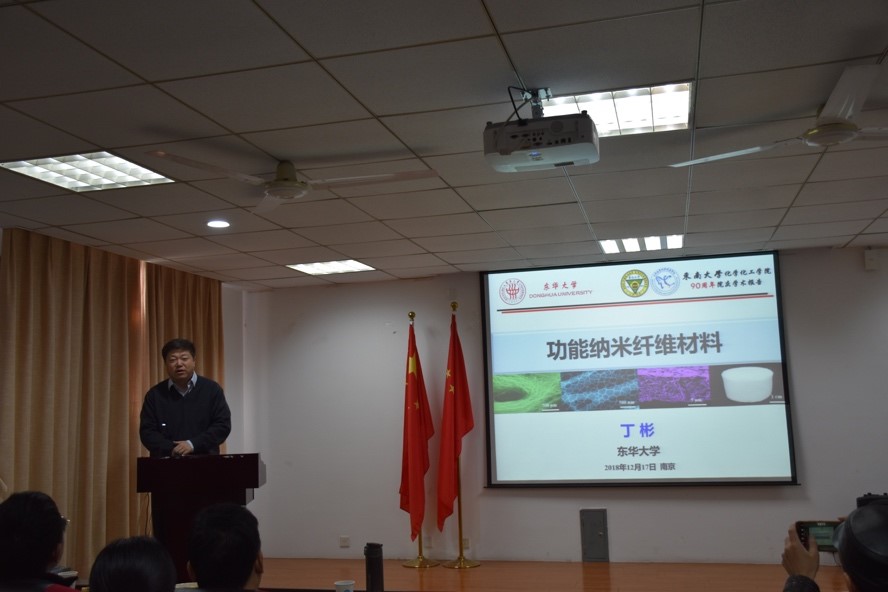 东华大学
DONGHUA UNIVERSITY
东南大学化学化工学院
90周年院庆学术报告
功能纳米纤维材料
丁 彬
东华大学
2018年12月17日 南京